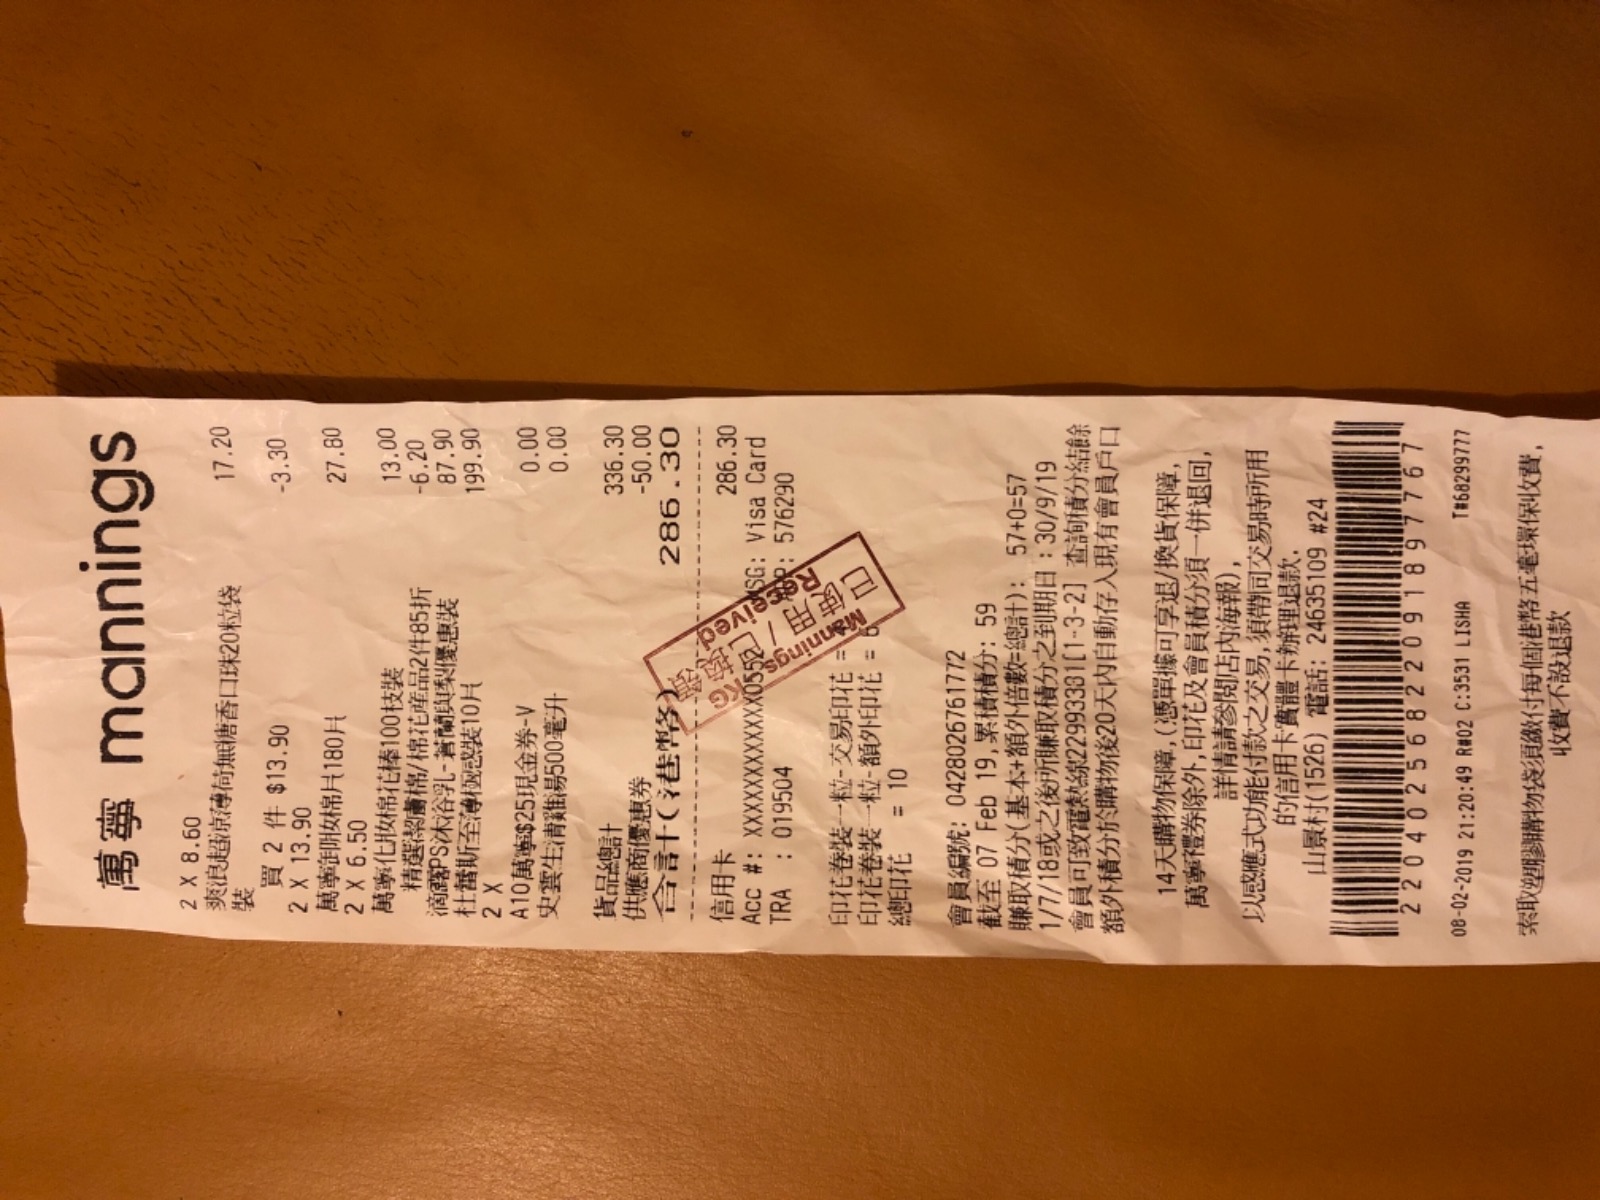 萬寧 mannings
2 X 8.60
爽浪超涼薄荷無糖香口珠20粒袋 17.20
裝
買 2 件 $13.90 -3.30
2 X 13.90
萬寧卸妝棉片180片 27.80
2 X 6.50
萬寧化妝棉花棒100枝裝 13.00
精選潔膚棉/棉花產品2件85折 -6.20
滴露PS沐浴乳-蒼蘭與梨優惠裝 87.90
杜蕾斯至薄極感裝10片 199.90
2 X
A10萬寧$25現金券-V 0.00
史雲生清雞湯500毫升 0.00
貨品總計 336.30
供應商優惠券 -50.00
合計(港幣) 286.30
信用卡 286.30
Acc #: XXXXXXXXXXXX0552 MSG: Visa Card
TRA : 019504 APP: 576290
Mannings KG
已使用/已換領
Received
印花卷裝一粒-交易印花 =
印花卷裝一粒-額外印花 = 6
總印花 = 10
會員編號: 0428026761772
截至 07 Feb 19,累積積分: 59
賺取積分(基本+額外倍數=總計): 57+0=57
1/7/18或之後所賺取積分之到期日：30/9/19
會員可致電熱線22993381[1-3-2] 查詢積分結餘
額外積分於購物後20天內自動存入現有會員戶口
14天購物保障,(憑單據可享退/換貨保障,
萬寧禮券除外,印花及會員積分須一併退回,
詳情請參閱店內海報),
以感應式功能付款之交易,須帶同交易時所用
的信用卡實體卡辦理退款.
山景村(1526) 電話: 24635109 #24
22040256822091897767
08-02-2019 21:20:49 R#02 C:3531 LISHA T#68299777
索取塑膠購物袋須繳付每個港幣五毫環保收費,
收費不設退款